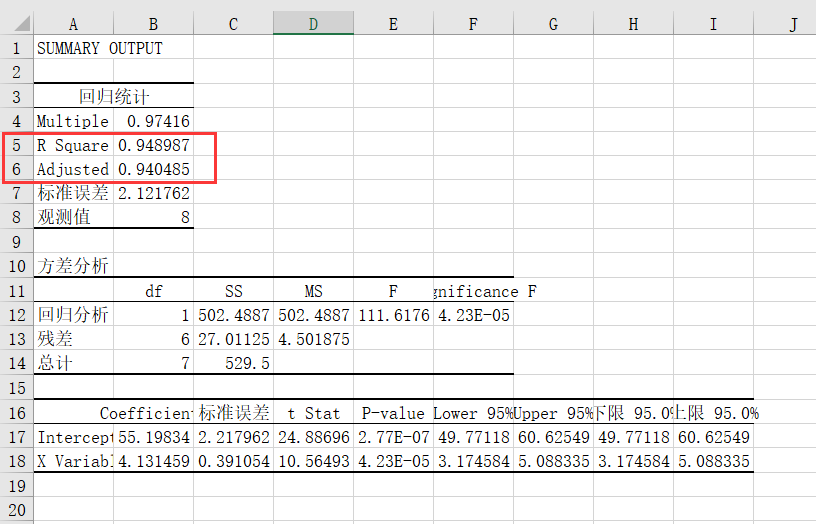 A B C D E F G H I J
1 SUMMARY OUTPUT
2
3 回归统计
4 Multiple 0.97416
5 R Square 0.948987
6 Adjusted 0.940485
7 标准误差 2.121762
8 观测值 8
9
10 方差分析
11 df SS MS F gnificance F
12 回归分析 1 502.4887 502.4887 111.6176 4.23E-05
13 残差 6 27.01125 4.501875
14 总计 7 529.5
15
16 Coefficien 标准误差 t Stat P-value Lower 95% Upper 95% 下限 95.0% 上限 95.0%
17 Intercept 55.19834 2.217962 24.88696 2.77E-07 49.77118 60.62549 49.77118 60.62549
18 X Variabl 4.131459 0.391054 10.56493 4.23E-05 3.174584 5.088335 3.174584 5.088335
19
20